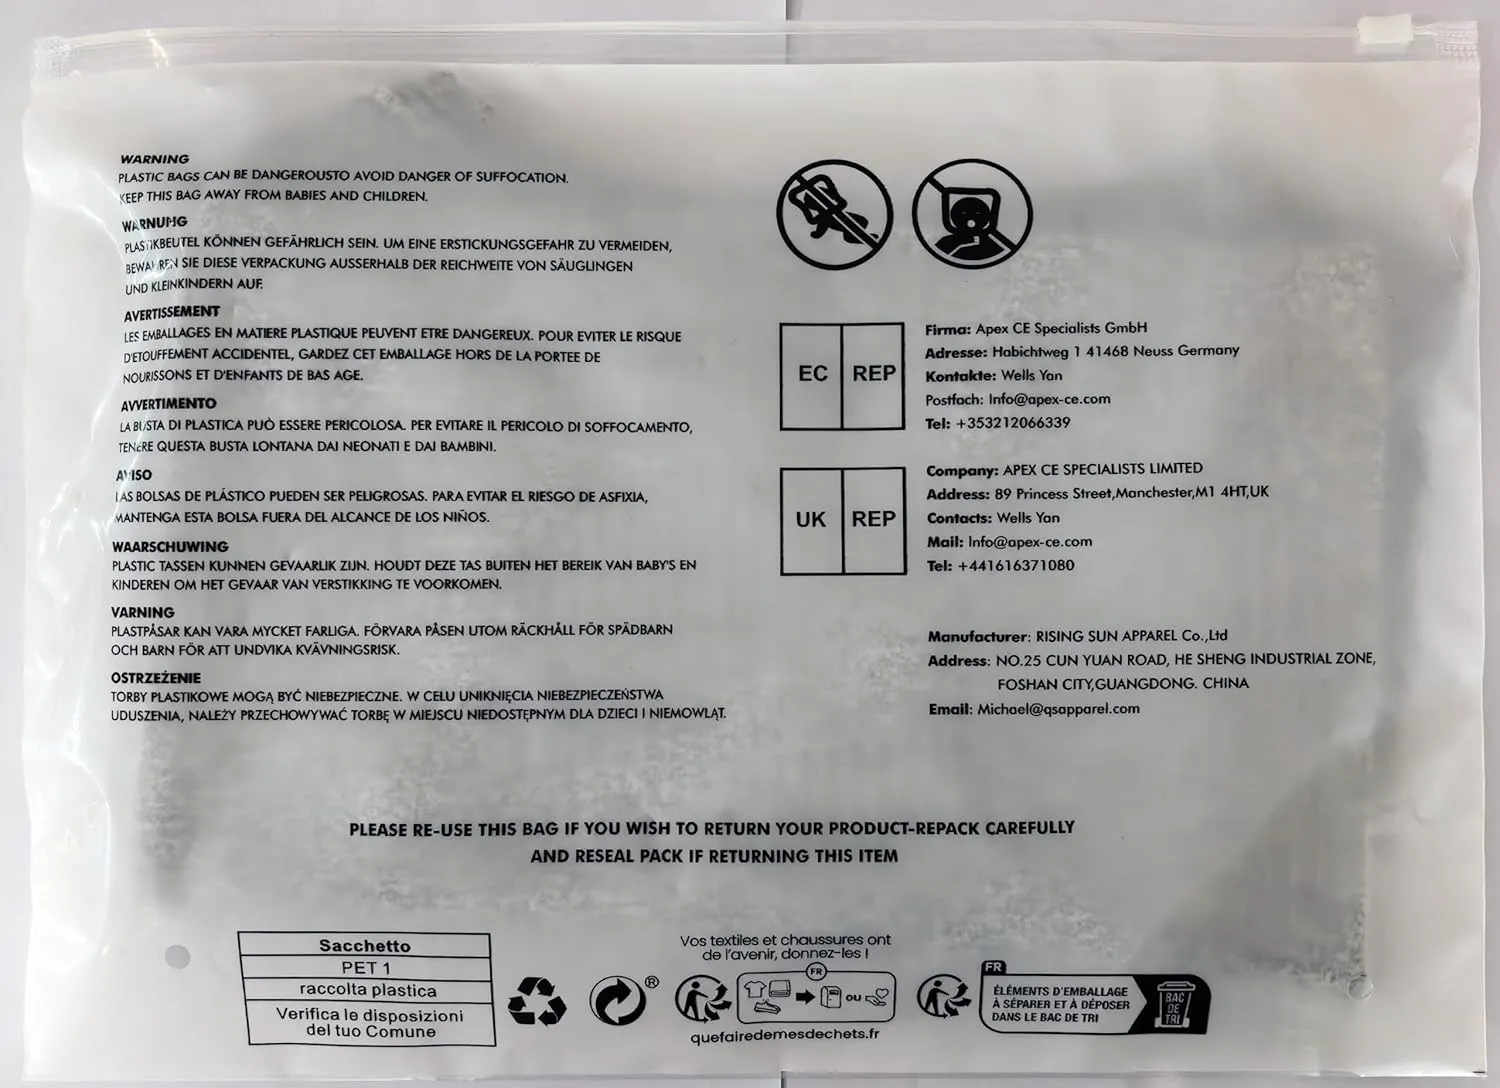 WARNING
PLASTIC BAGS CAN BE DANGEROUSTO AVOID DANGER OF SUFFOCATION.
KEEP THIS BAG AWAY FROM BABIES AND CHILDREN.
WARNUNG
PLASTIKBEUTEL KÖNNEN GEFÄHRLICH SEIN. UM EINE ERSTICKUNGSGEFAHR ZU VERMEIDEN,
BEWAHREN SIE DIESE VERPACKUNG AUSSERHALB DER REICHWEITE VON SÄUGLINGEN
UND KLEINKINDERN AUF.
AVERTISSEMENT
LES EMBALLAGES EN MATIERE PLASTIQUE PEUVENT ETRE DANGEREUX. POUR EVITER LE RISQUE
D'ETOUFFEMENT ACCIDENTEL, GARDEZ CET EMBALLAGE HORS DE LA PORTEE DE
NOURISSONS ET D'ENFANTS DE BAS AGE.
AVVERTIMENTO
LA BUSTA DI PLASTICA PUÒ ESSERE PERICOLOSA. PER EVITARE IL PERICOLO DI SOFFOCAMENTO,
TENERE QUESTA BUSTA LONTANA DAI NEONATI E DAI BAMBINI.
AVISO
LAS BOLSAS DE PLÁSTICO PUEDEN SER PELIGROSAS. PARA EVITAR EL RIESGO DE ASFIXIA,
MANTENGA ESTA BOLSA FUERA DEL ALCANCE DE LOS NIÑOS.
WAARSCHUWING
PLASTIC TASSEN KUNNEN GEVAARLIK ZIJN. HOUDT DEZE TAS BUITEN HET BEREIK VAN BABY'S EN
KINDEREN OM HET GEVAAR VAN VERSTIKKING TE VOORKOMEN.
VARNING
PLASTPÅSAR KAN VARA MYCKET FARLIGA. FÖRVARA PÅSEN UTOM RÄCKHÅLL FÖR SPÄDBARN
OCH BARN FÖR ATT UNDVIKA KVÄVNINGSRISK.
OSTRZEŻENIE
TORBY PLASTIKOWE MOGĄ BYĆ NIEBEZPIECZNE. W CELU UNIKNIĘCIA NIEBEZPIECZEŃSTWA
UDUSZENIA, NALEŻY PRZECHOWYWAĆ TORBĘ W MIEJSCU NIEDOSTĘPNYM DLA DZIECI I NIEMOWLĄT.
EC REP
Firma: Apex CE Specialists GmbH
Adresse: Habichtweg 1 41468 Neuss Germany
Kontakte: Wells Yan
Postfach: Info@apex-ce.com
Tel: +353212066339
UK REP
Company: APEX CE SPECIALISTS LIMITED
Address: 89 Princess Street,Manchester,M1 4HT,UK
Contacts: Wells Yan
Mail: Info@apex-ce.com
Tel: +441616371080
Manufacturer: RISING SUN APPAREL Co.,Ltd
Address: NO.25 CUN YUAN ROAD, HE SHENG INDUSTRIAL ZONE,
FOSHAN CITY,GUANGDONG. CHINA
Email: Michael@qsapparel.com
PLEASE RE-USE THIS BAG IF YOU WISH TO RETURN YOUR PRODUCT-REPACK CAREFULLY
AND RESEAL PACK IF RETURNING THIS ITEM
Sacchetto
PET 1
raccolta plastica
Verifica le disposizioni
del tuo Comune
®
Vos textiles et chaussures ont
de l'avenir, donnez-les !
FR
ou
quefairedemesdechets.fr
FR
ÉLÉMENTS D'EMBALLAGE
À SÉPARER ET À DÉPOSER
DANS LE BAC DE TRI
BAC
DE
TRI